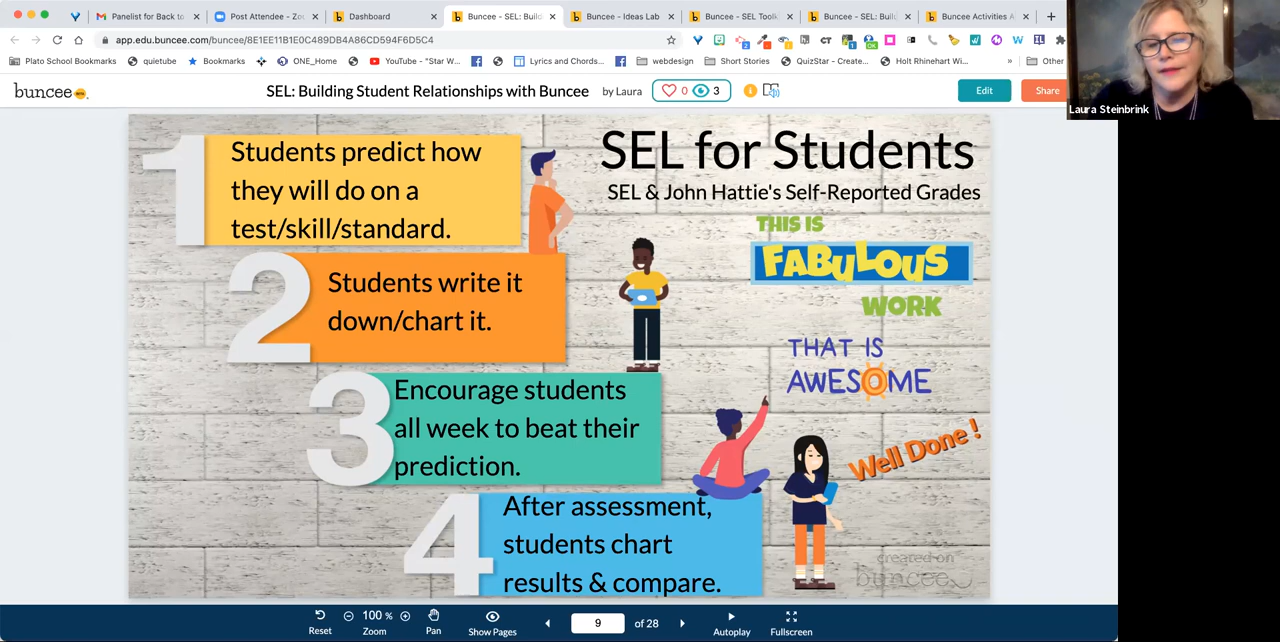 Panelist for Back to
Post Attendee - Zo
Dashboard
Buncee - SEL: Buil
Buncee - Ideas Lab
Buncee - SEL Toolk
Buncee - SEL: Buil
Buncee Activities A
app.edu.buncee.com/buncee/8E1EE11B1E0C489DB4A86CD594F6D5C4
Plato School Bookmarks
quietube
Bookmarks
ONE_Home
YouTube - "Star W...
Lyrics and Chords...
webdesign
Short Stories
QuizStar - Create...
Holt Rhinehart Wi...
»
Other
buncee
SEL: Building Student Relationships with Buncee
by Laura
0
3
Edit
Share
Laura Steinbrink
1
Students predict how
they will do on a
test/skill/standard.
2
Students write it
down/chart it.
3
Encourage students
all week to beat their
prediction.
4
After assessment,
students chart
results & compare.
SEL for Students
SEL & John Hattie's Self-Reported Grades
THIS IS
FABULOUS
WORK
THAT IS
AWESOME
Well Done !
created on
buncee
Reset
100 %
Zoom
Pan
Show Pages
9
of 28
Autoplay
Fullscreen